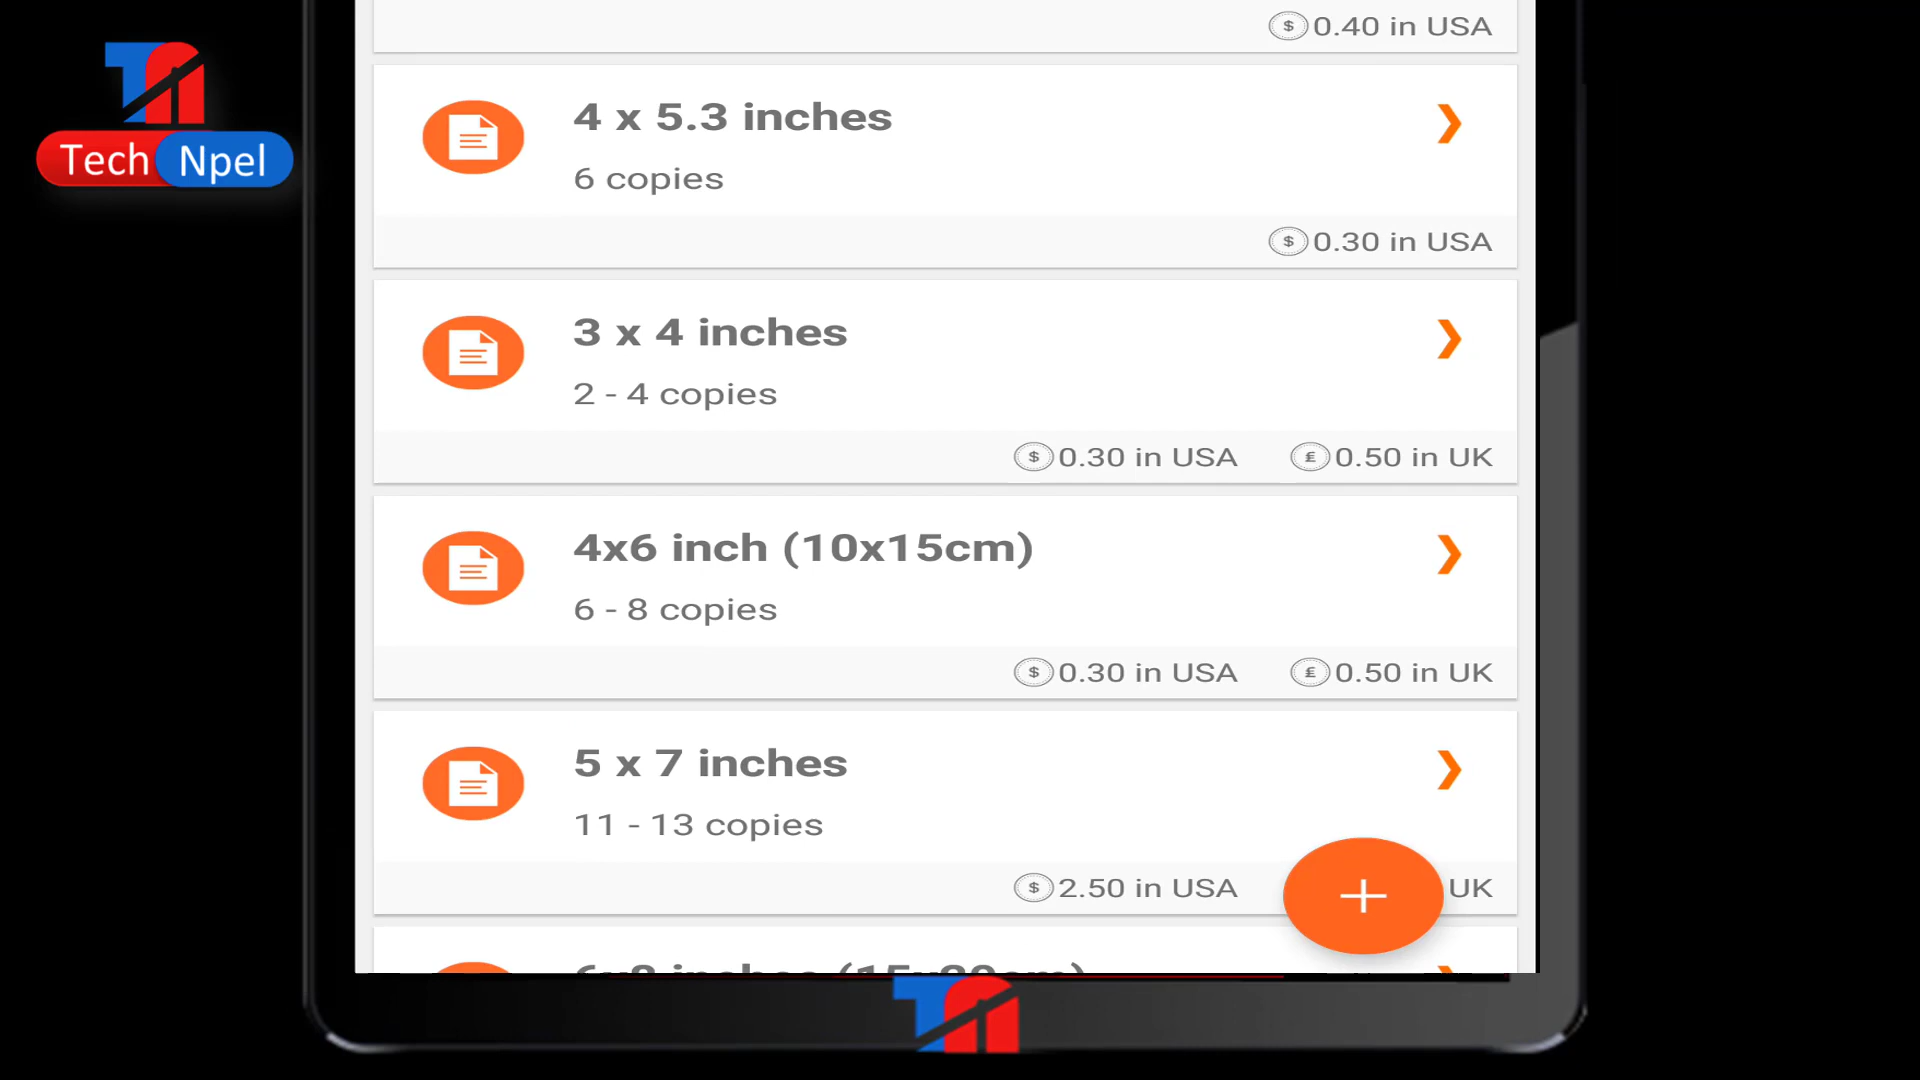 $ 0.40 in USA
Tech Npel
4 x 5.3 inches
6 copies
$ 0.30 in USA
3 x 4 inches
2 - 4 copies
$ 0.30 in USA £ 0.50 in UK
4x6 inch (10x15cm)
6 - 8 copies
$ 0.30 in USA £ 0.50 in UK
5 x 7 inches
11 - 13 copies
$ 2.50 in USA UK
+